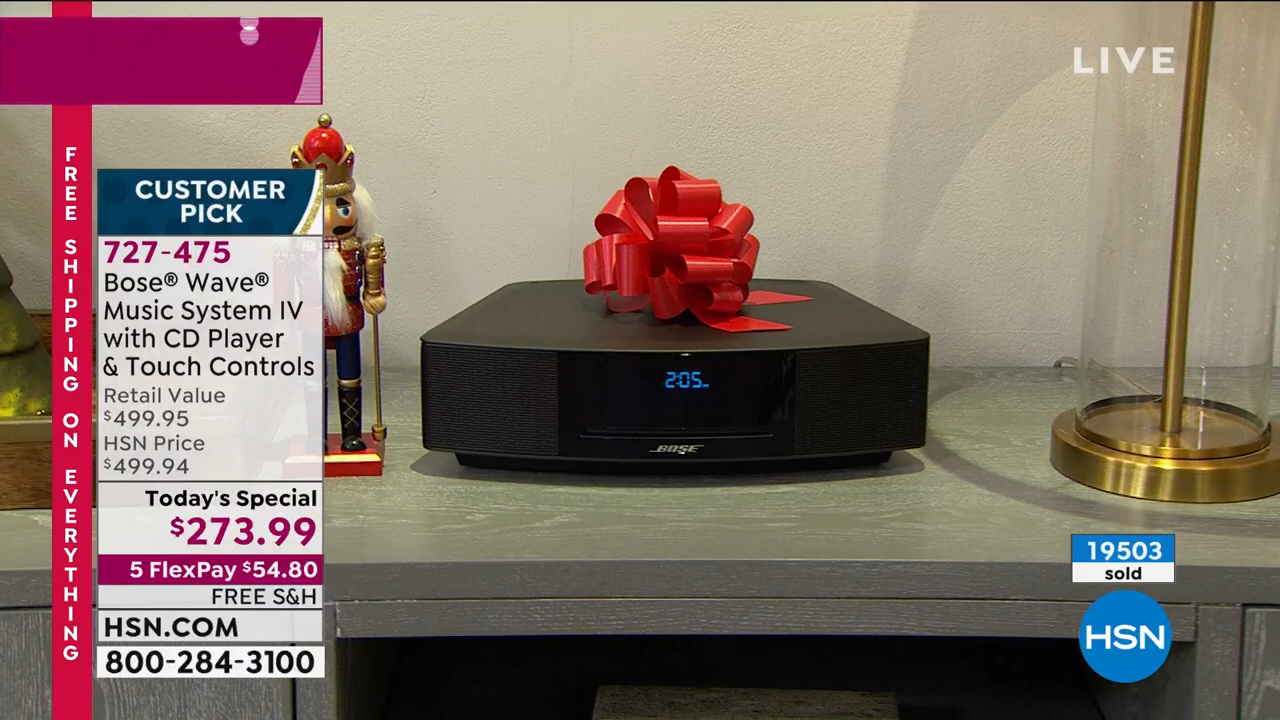 LIVE
FREE SHIPPING ON EVERYTHING
CUSTOMER
PICK
727-475
Bose® Wave®
Music System IV
with CD Player
& Touch Controls
Retail Value
$499.95
HSN Price
$499.94
Today's Special
$273.99
5 FlexPay $54.80
FREE S&H
HSN.COM
800-284-3100
2:05
BOSE
19503
sold
HSN